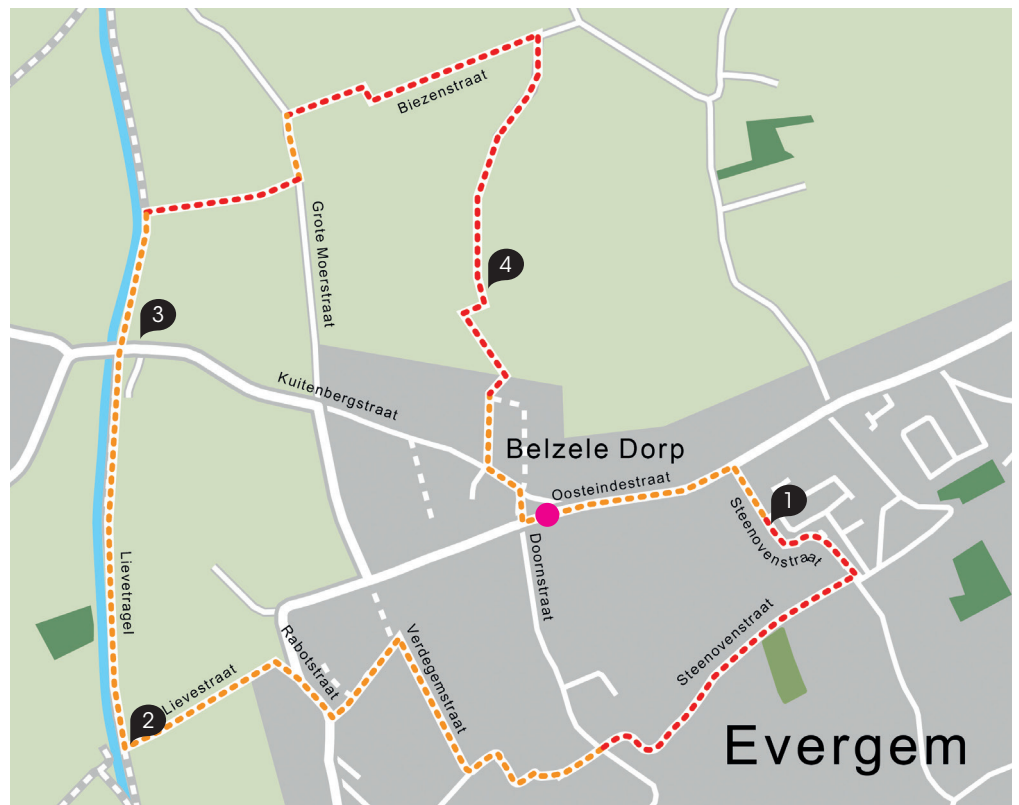 Biezenstraat
Grote Moerstraat
4
3
Kuitenbergstraat
Belzele Dorp
Oosteindestraat
1
Steenovenstraat
Doornstraat
Lievetragel
Steenovenstraat
Verdegemstraat
Rabotstraat
Lievestraat
2
Evergem